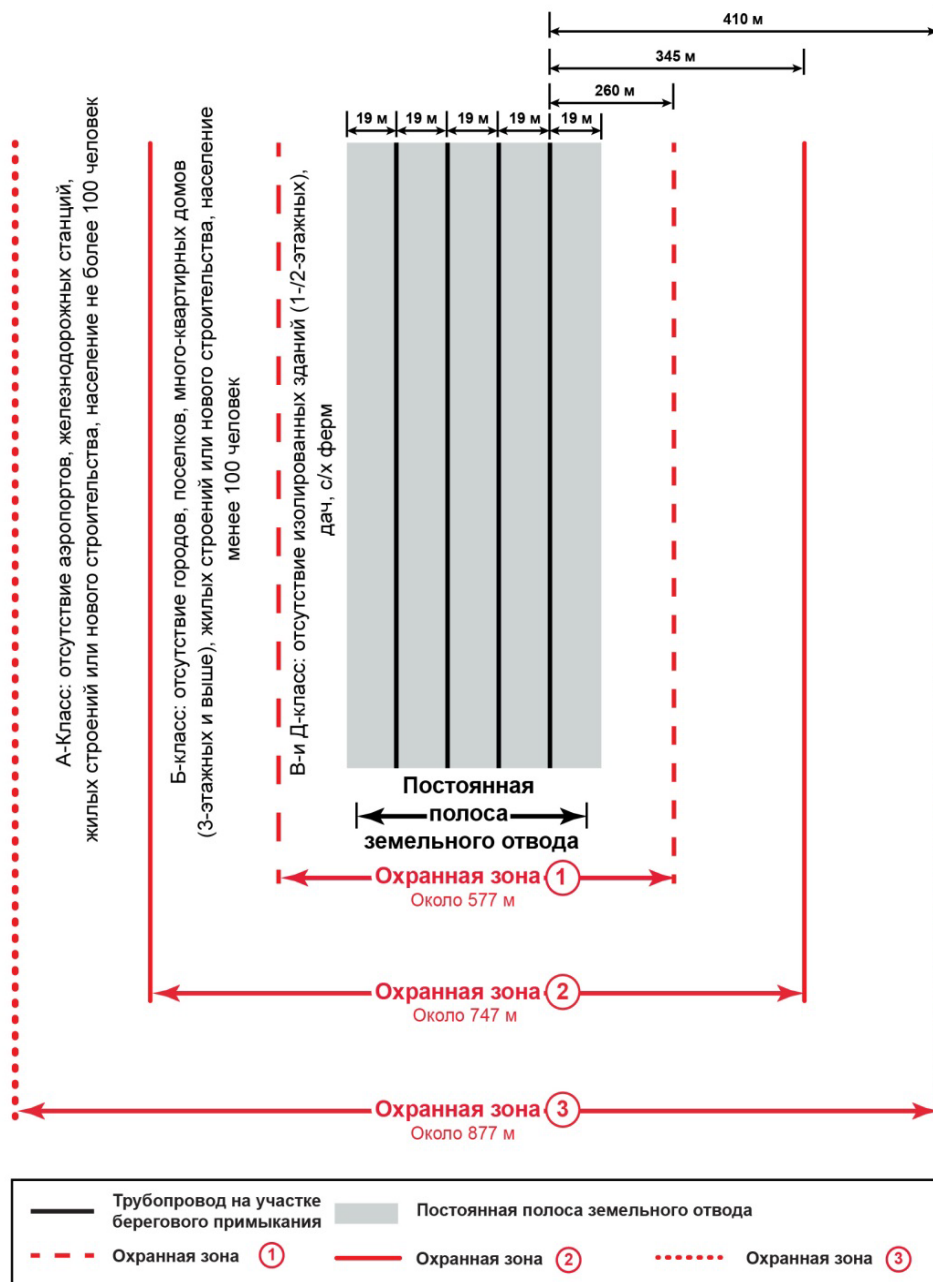 410 м
345 м
260 м
19 м 19 м 19 м 19 м 19 м
А-Класс: отсутствие аэропортов, железнодорожных станций,
жилых строений или нового строительства, население не более 100 человек
Б-класс: отсутствие городов, поселков, много-квартирных домов
(3-этажных и выше), жилых строений или нового строительства, население
менее 100 человек
В-и Д-класс: отсутствие изолированных зданий (1-/2-этажных),
дач, с/х ферм
Постоянная
полоса
земельного отвода
Охранная зона 1
Около 577 м
Охранная зона 2
Около 747 м
Охранная зона 3
Около 877 м
Трубопровод на участке
берегового примыкания
Постоянная полоса земельного отвода
Охранная зона 1
Охранная зона 2
Охранная зона 3